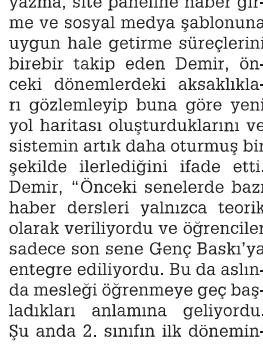 yazma, site paneline haber gir-
me ve sosyal medya şablonuna
uygun hale getirme süreçlerini
birebir takip eden Demir, ön-
ceki dönemlerdeki aksaklıkla-
rı gözlemleyip buna göre yeni
yol haritası oluşturduklarını ve
sistemin artık daha oturmuş bir
şekilde ilerlediğini ifade etti.
Demir, “Önceki senelerde bazı
haber dersleri yalnızca teorik
olarak veriliyordu ve öğrenciler
sadece son sene Genç Baskı’ya
entegre ediliyordu. Bu da aslın-
da mesleği öğrenmeye geç baş-
ladıkları anlamına geliyordu.
Şu anda 2. sınıfın ilk dönemin-